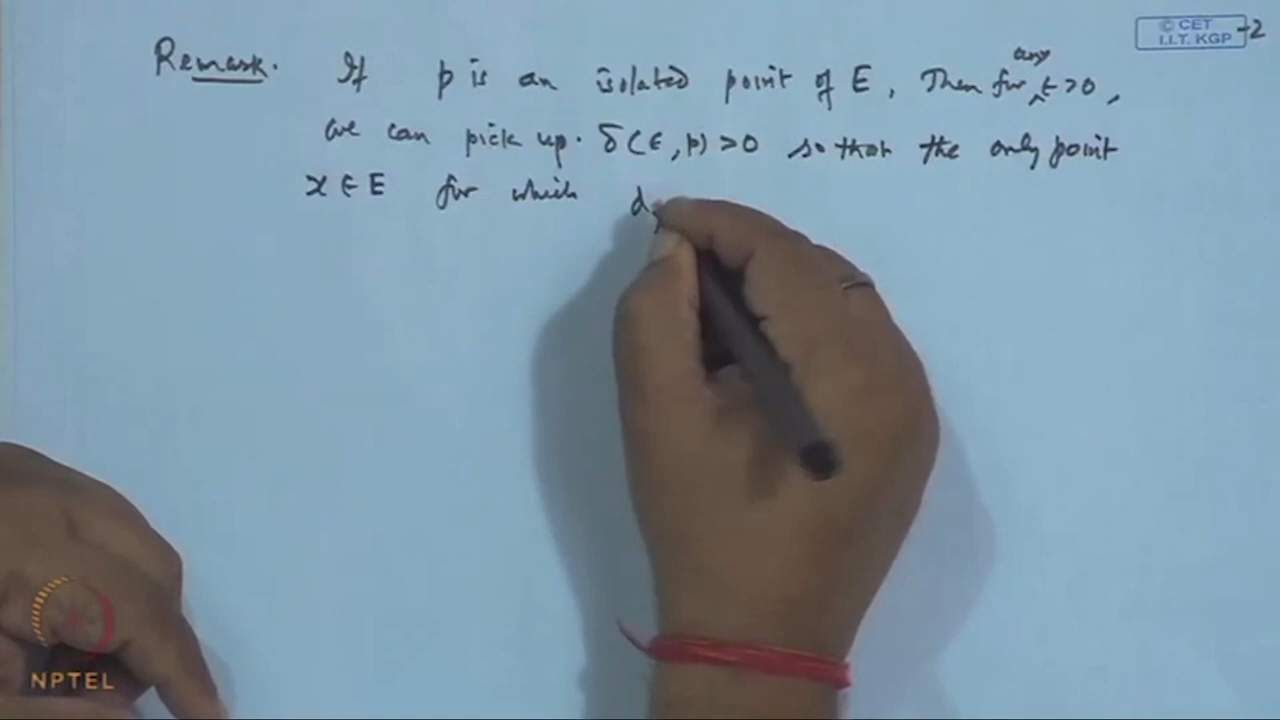 © CET
I.I.T. KGP -2
any
Remark. If p is an isolated point of E, Then for ^ ε>0,
we can pick up. δ(ε,p)>0 so that the only point
x ∈ E for which d
NPTEL